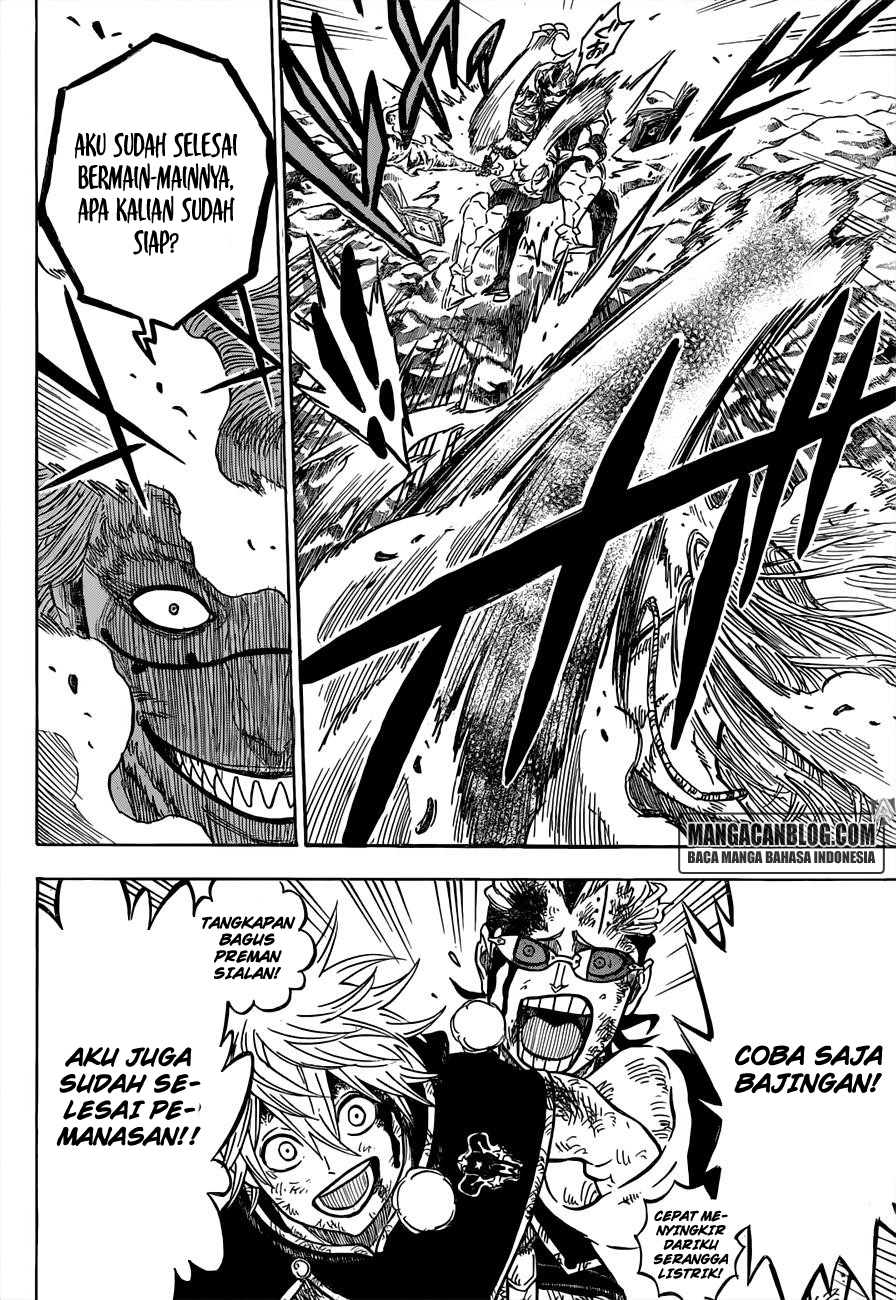 AKU SUDAH SELESAI
BERMAIN-MAINNYA,
APA KALIAN SUDAH
SIAP?
MANGACANBLOG.COM
BACA MANGA BAHASA INDONESIA
COBA SAJA
BAJINGAN!
TANGKAPAN
BAGUS
PREMAN
SIALAN!
AKU JUGA
SUDAH SE-
LESAI PE-
MANASAN!!
CEPAT ME-
NYINGKIR
DARIKU
SERANGGA
LISTRIK!